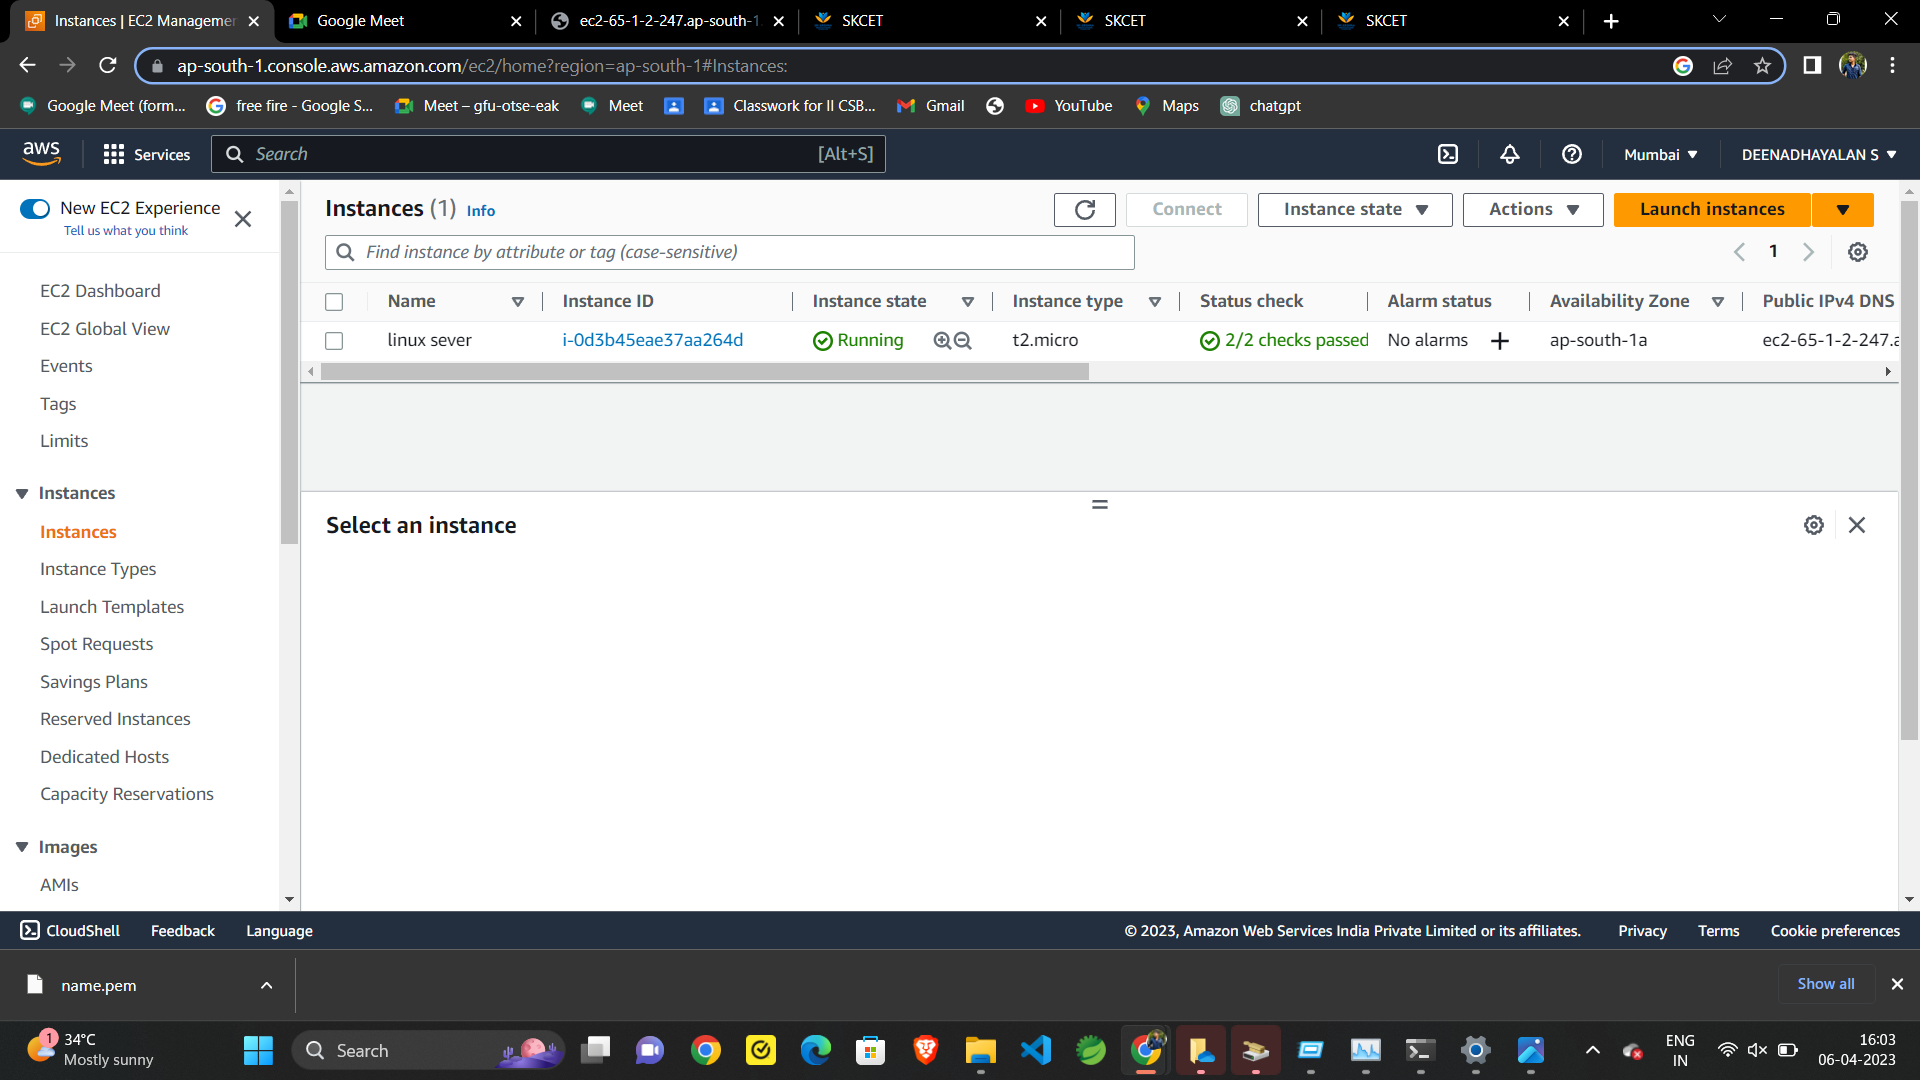 Instances | EC2 Managemen
Google Meet
ec2-65-1-2-247.ap-south-1
SKCET
SKCET
SKCET
ap-south-1.console.aws.amazon.com/ec2/home?region=ap-south-1#Instances:
Google Meet (form...
free fire - Google S...
Meet – gfu-otse-eak
Meet
Classwork for II CSB...
Gmail
YouTube
Maps
chatgpt
aws
Services
Search
[Alt+S]
Mumbai
DEENADHAYALAN S
New EC2 Experience
Tell us what you think
EC2 Dashboard
EC2 Global View
Events
Tags
Limits
Instances
Instances
Instance Types
Launch Templates
Spot Requests
Savings Plans
Reserved Instances
Dedicated Hosts
Capacity Reservations
Images
AMIs
Instances (1) Info
Connect
Instance state
Actions
Launch instances
Find instance by attribute or tag (case-sensitive)
1
Name Instance ID Instance state Instance type Status check Alarm status Availability Zone Public IPv4 DNS
linux sever i-0d3b45eae37aa264d Running t2.micro 2/2 checks passed No alarms ap-south-1a ec2-65-1-2-247.a
Select an instance
CloudShell
Feedback
Language
© 2023, Amazon Web Services India Private Limited or its affiliates.
Privacy
Terms
Cookie preferences
name.pem
Show all
1
34°C
Mostly sunny
Search
ENG
IN
16:03
06-04-2023